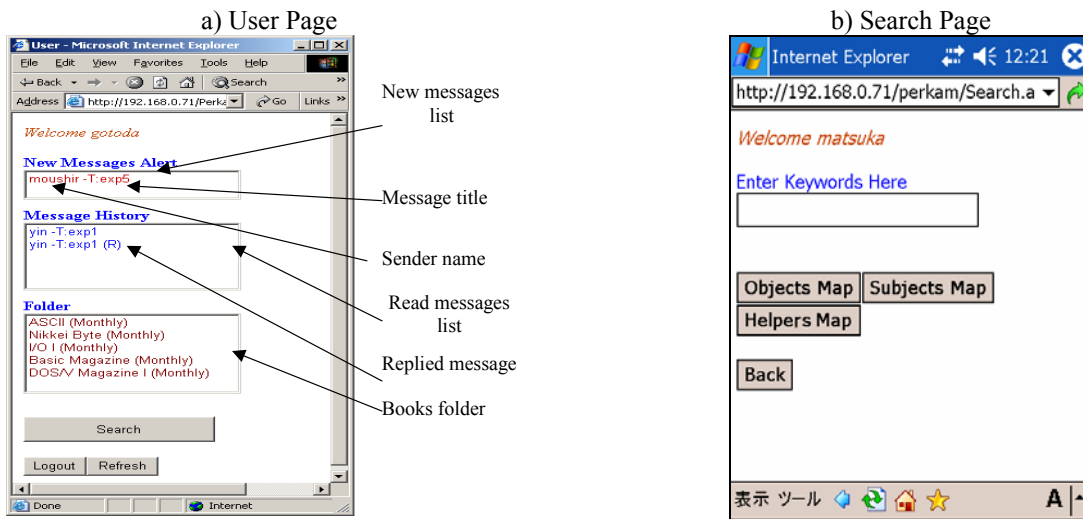 a) User Page
User - Microsoft Internet Explorer
File Edit View Favorites Tools Help
Back Search »
Address http://192.168.0.71/Perka Go Links »
Welcome gotoda
New Messages Alert
moushir -T:exp5
Message History
yin -T:exp1
yin -T:exp1 (R)
Folder
ASCII (Monthly)
Nikkei Byte (Monthly)
I/O I (Monthly)
Basic Magazine (Monthly)
DOS/V Magazine I (Monthly)
Search
Logout Refresh
Done Internet
New messages
list
Message title
Sender name
Read messages
list
Replied message
Books folder
b) Search Page
Internet Explorer 12:21
http://192.168.0.71/perkam/Search.a
Welcome matsuka
Enter Keywords Here
Objects Map Subjects Map
Helpers Map
Back
表示 ツール A